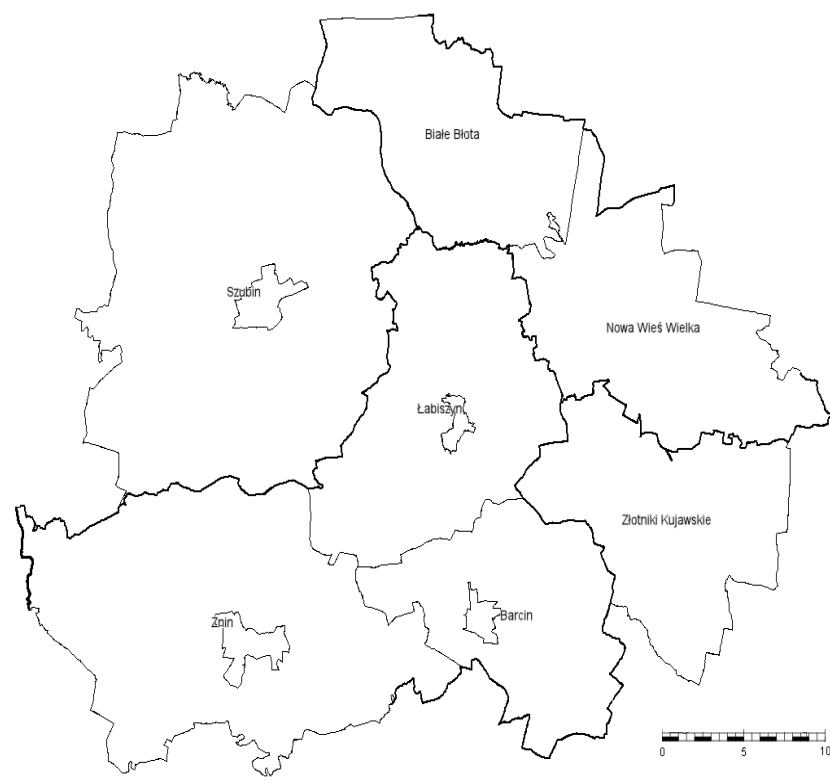 Białe Błota
Szubin
Nowa Wieś Wielka
Łabiszyn
Złotniki Kujawskie
Żnin
Barcin
0 5 10